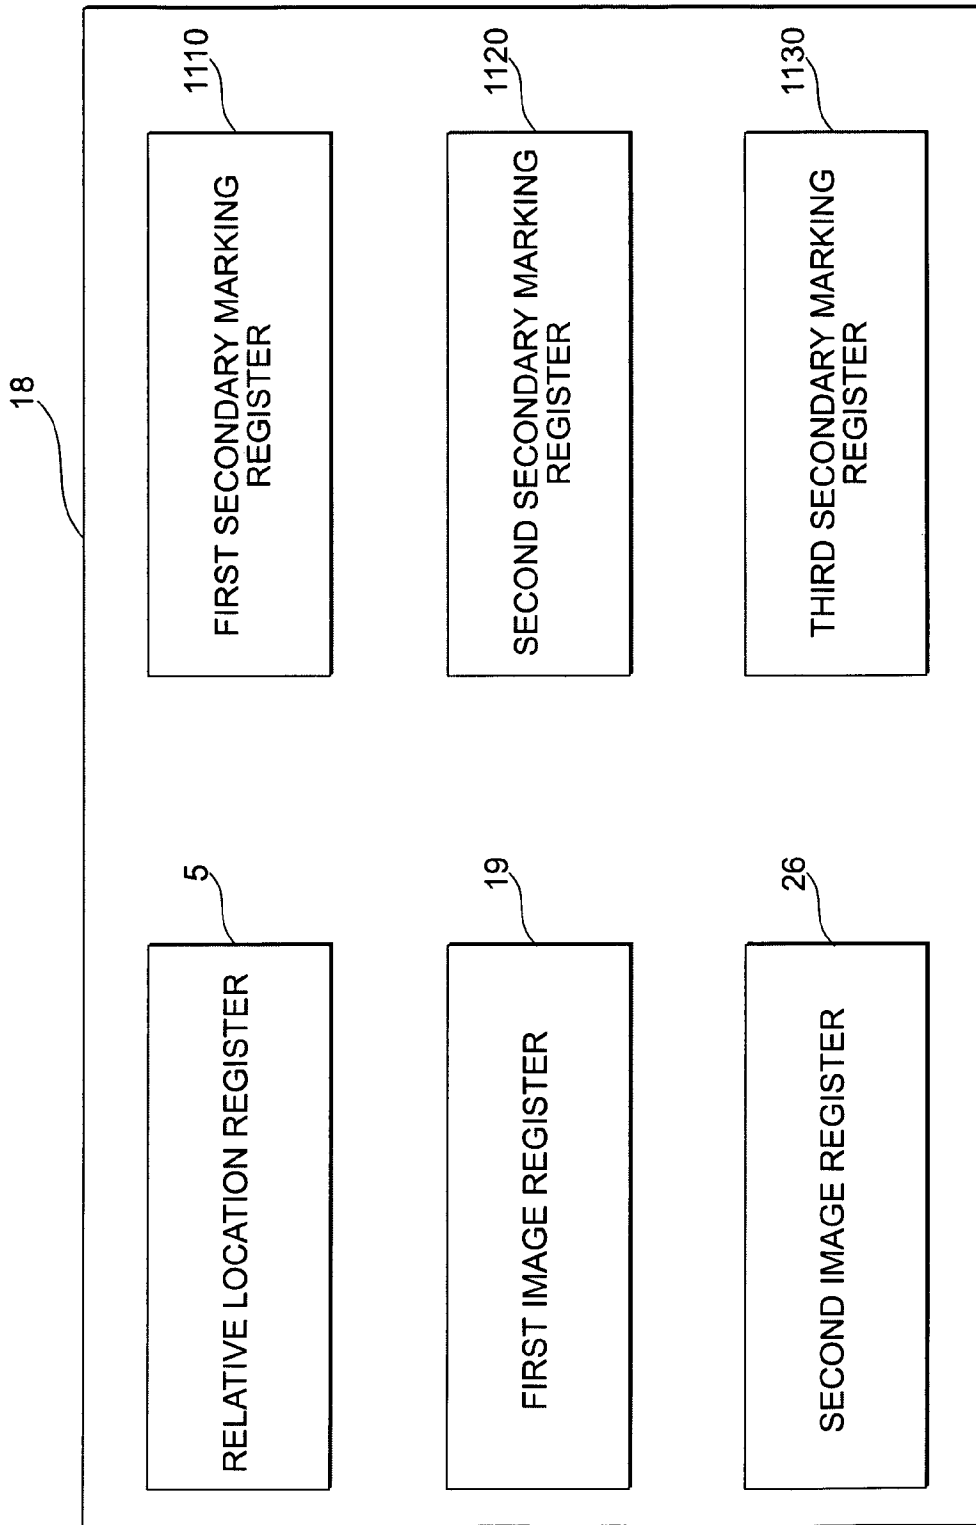 18
5
RELATIVE LOCATION REGISTER
1110
FIRST SECONDARY MARKING
REGISTER
19
FIRST IMAGE REGISTER
1120
SECOND SECONDARY MARKING
REGISTER
26
SECOND IMAGE REGISTER
1130
THIRD SECONDARY MARKING
REGISTER